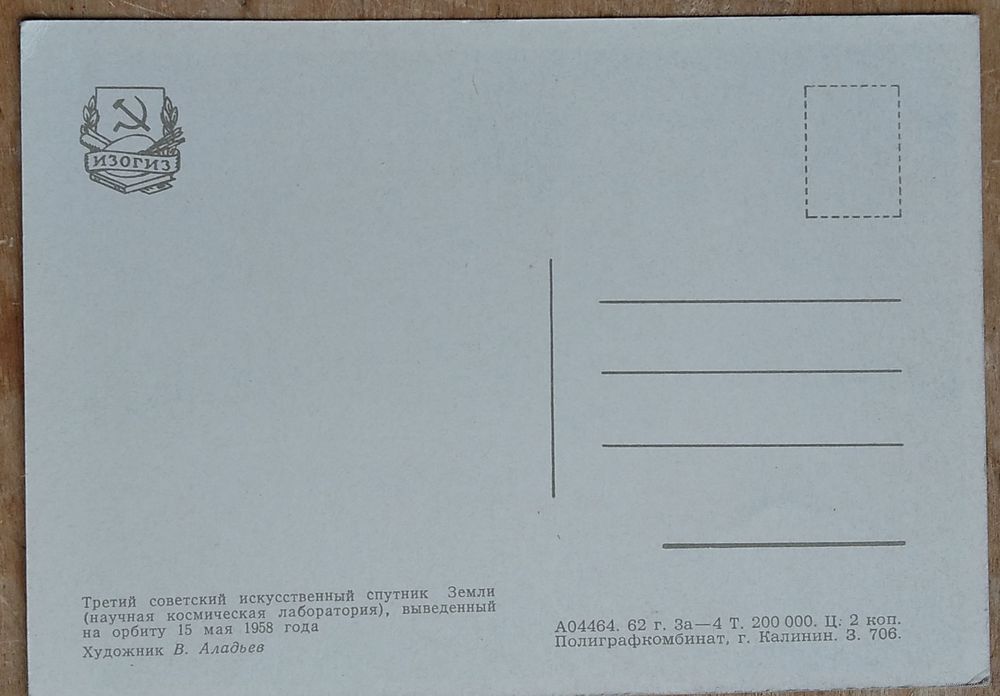 ИЗОГИЗ
Третий советский искусственный спутник Земли
(научная космическая лаборатория), выведенный
на орбиту 15 мая 1958 года
Художник В. Аладьев
А04464. 62 г. За—4 Т. 200 000. Ц. 2 коп.
Полиграфкомбинат, г. Калинин. З. 706.